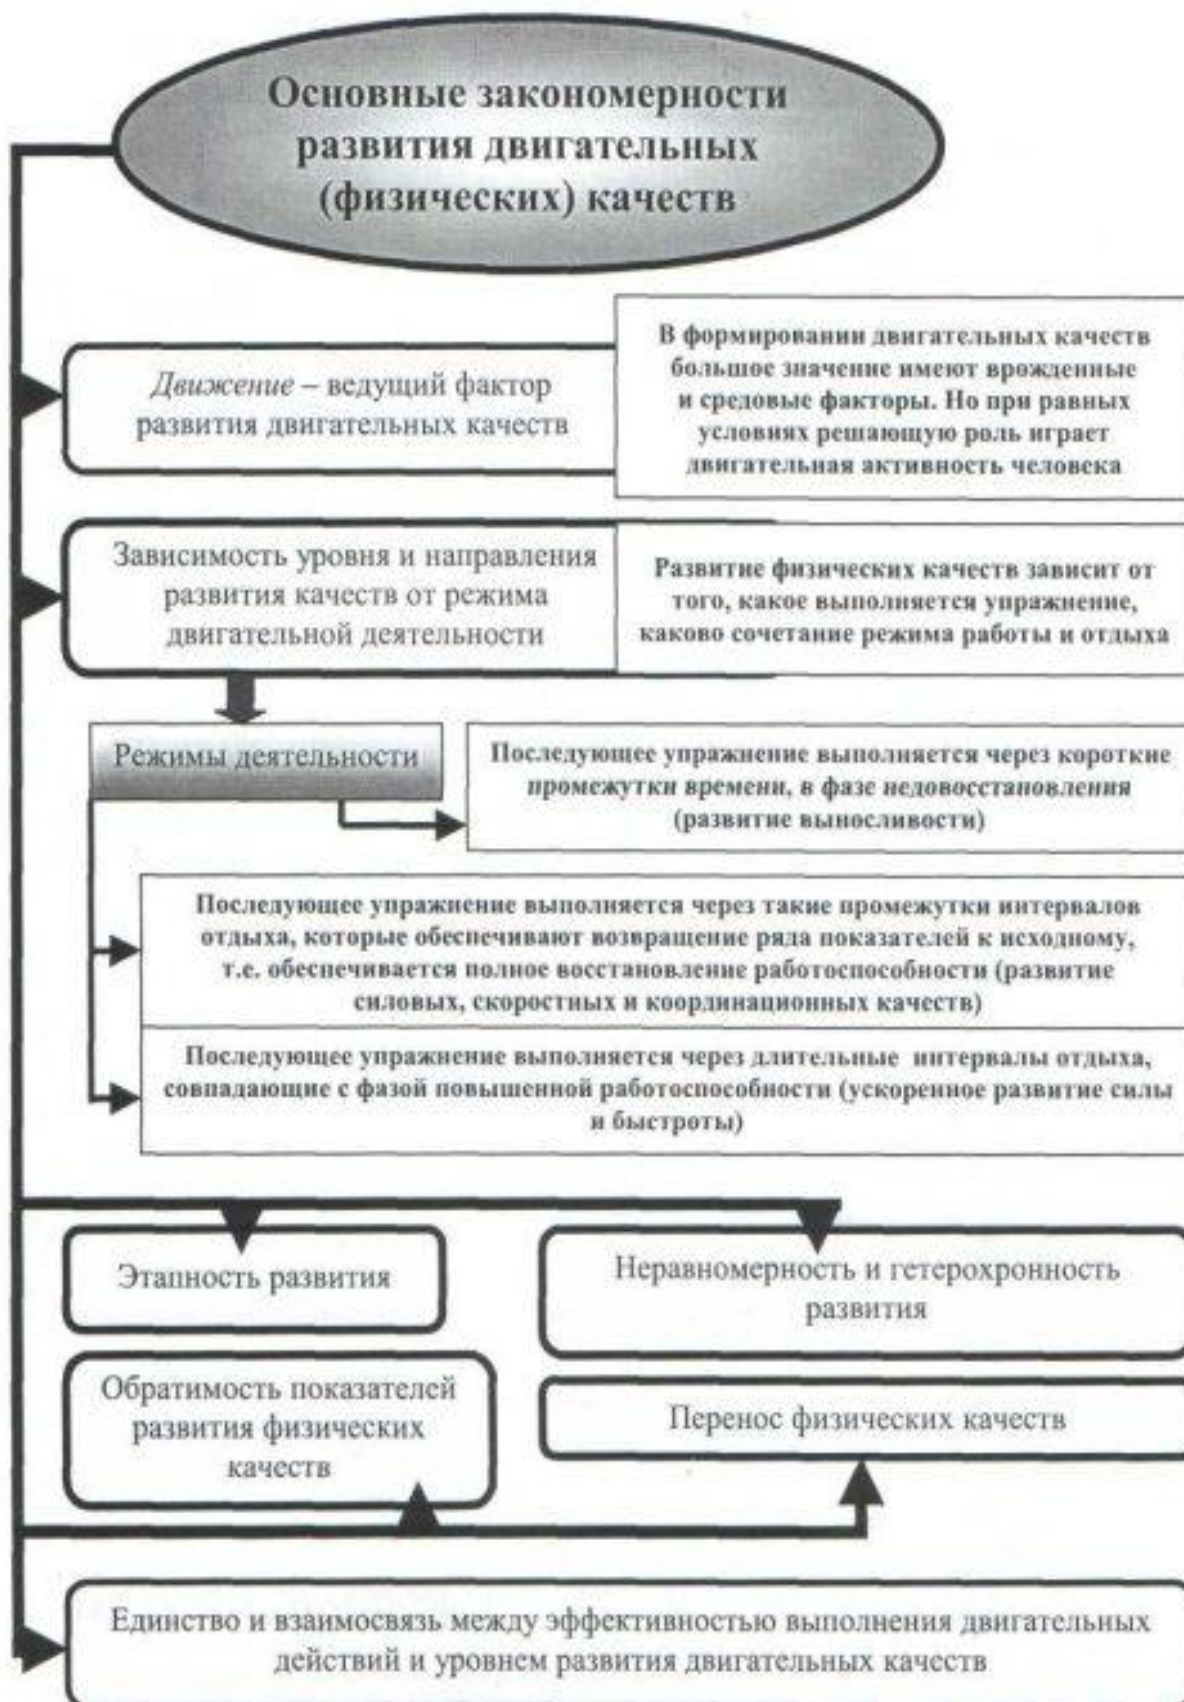 Основные закономерности
развития двигательных
(физических) качеств
Движение – ведущий фактор
развития двигательных качеств
В формировании двигательных качеств
большое значение имеют врожденные
и средовые факторы. Но при равных
условиях решающую роль играет
двигательная активность человека
Зависимость уровня и направления
развития качеств от режима
двигательной деятельности
Развитие физических качеств зависит от
того, какое выполняется упражнение,
каково сочетание режима работы и отдыха
Режимы деятельности
Последующее упражнение выполняется через короткие
промежутки времени, в фазе недовосстановления
(развитие выносливости)
Последующее упражнение выполняется через такие промежутки интервалов
отдыха, которые обеспечивают возвращение ряда показателей к исходному,
т.е. обеспечивается полное восстановление работоспособности (развитие
силовых, скоростных и координационных качеств)
Последующее упражнение выполняется через длительные интервалы отдыха,
совпадающие с фазой повышенной работоспособности (ускоренное развитие силы
и быстроты)
Этапность развития
Неравномерность и гетерохронность
развития
Обратимость показателей
развития физических
качеств
Перенос физических качеств
Единство и взаимосвязь между эффективностью выполнения двигательных
действий и уровнем развития двигательных качеств